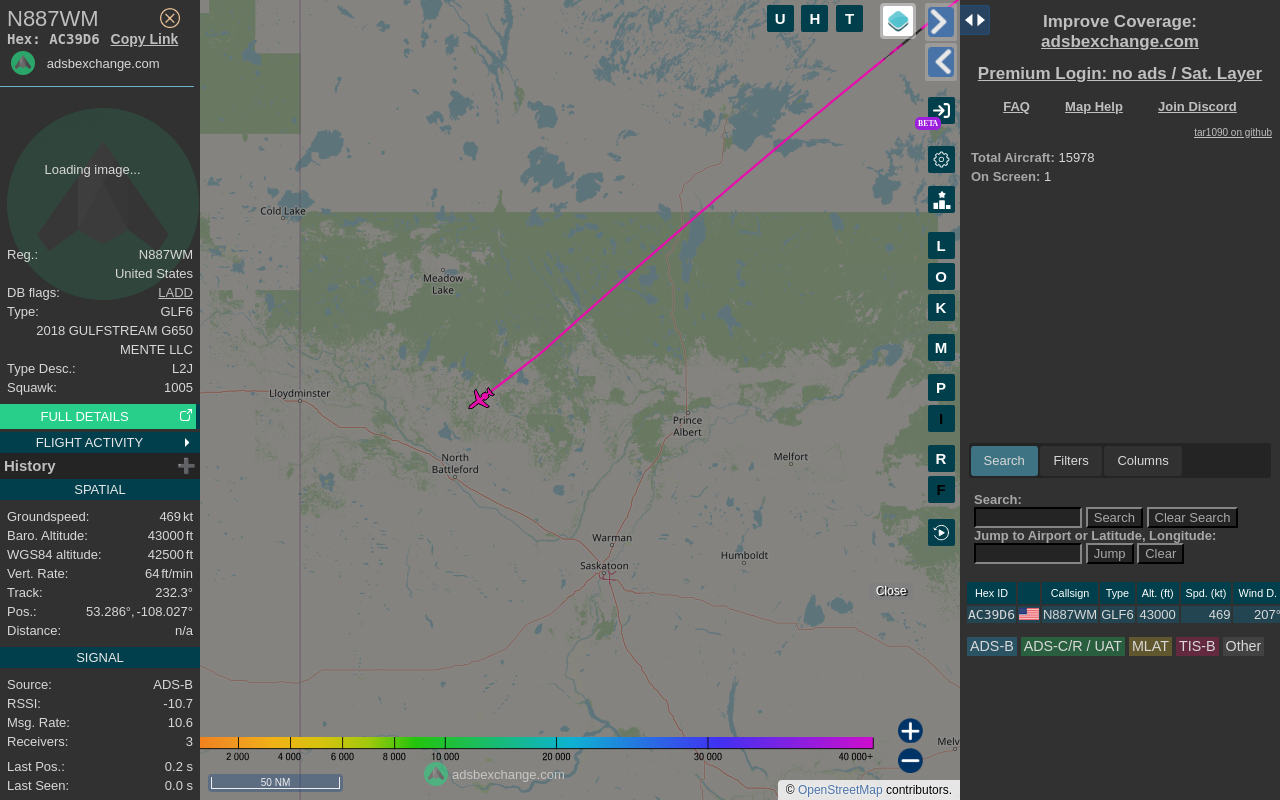 N887WM
Hex: AC39D6 Copy Link
adsbexchange.com
Loading image...
Reg.: N887WM
United States
DB flags: LADD
Type: GLF6
2018 GULFSTREAM G650
MENTE LLC
Type Desc.: L2J
Squawk: 1005
FULL DETAILS
FLIGHT ACTIVITY
History
SPATIAL
Groundspeed: 469 kt
Baro. Altitude: 43000 ft
WGS84 altitude: 42500 ft
Vert. Rate: 64 ft/min
Track: 232.3°
Pos.: 53.286°, -108.027°
Distance: n/a
SIGNAL
Source: ADS-B
RSSI: -10.7
Msg. Rate: 10.6
Receivers: 3
Last Pos.: 0.2 s
Last Seen: 0.0 s
U H T
BETA
L
O
K
M
P
I
R
F
Cold Lake
Meadow
Lake
Lloydminster
Prince
Albert
North
Battleford
Melfort
Warman
Humboldt
Saskatoon
Close
Melv
2 000 4 000 6 000 8 000 10 000 20 000 30 000 40 000+
adsbexchange.com
50 NM
© OpenStreetMap contributors.
Improve Coverage:
adsbexchange.com
Premium Login: no ads / Sat. Layer
FAQ Map Help Join Discord
tar1090 on github
Total Aircraft: 15978
On Screen: 1
Search Filters Columns
Search:
Search Clear Search
Jump to Airport or Latitude, Longitude:
Jump Clear
Hex ID Callsign Type Alt. (ft) Spd. (kt) Wind D.
AC39D6 N887WM GLF6 43000 469 207°
ADS-B ADS-C/R / UAT MLAT TIS-B Other